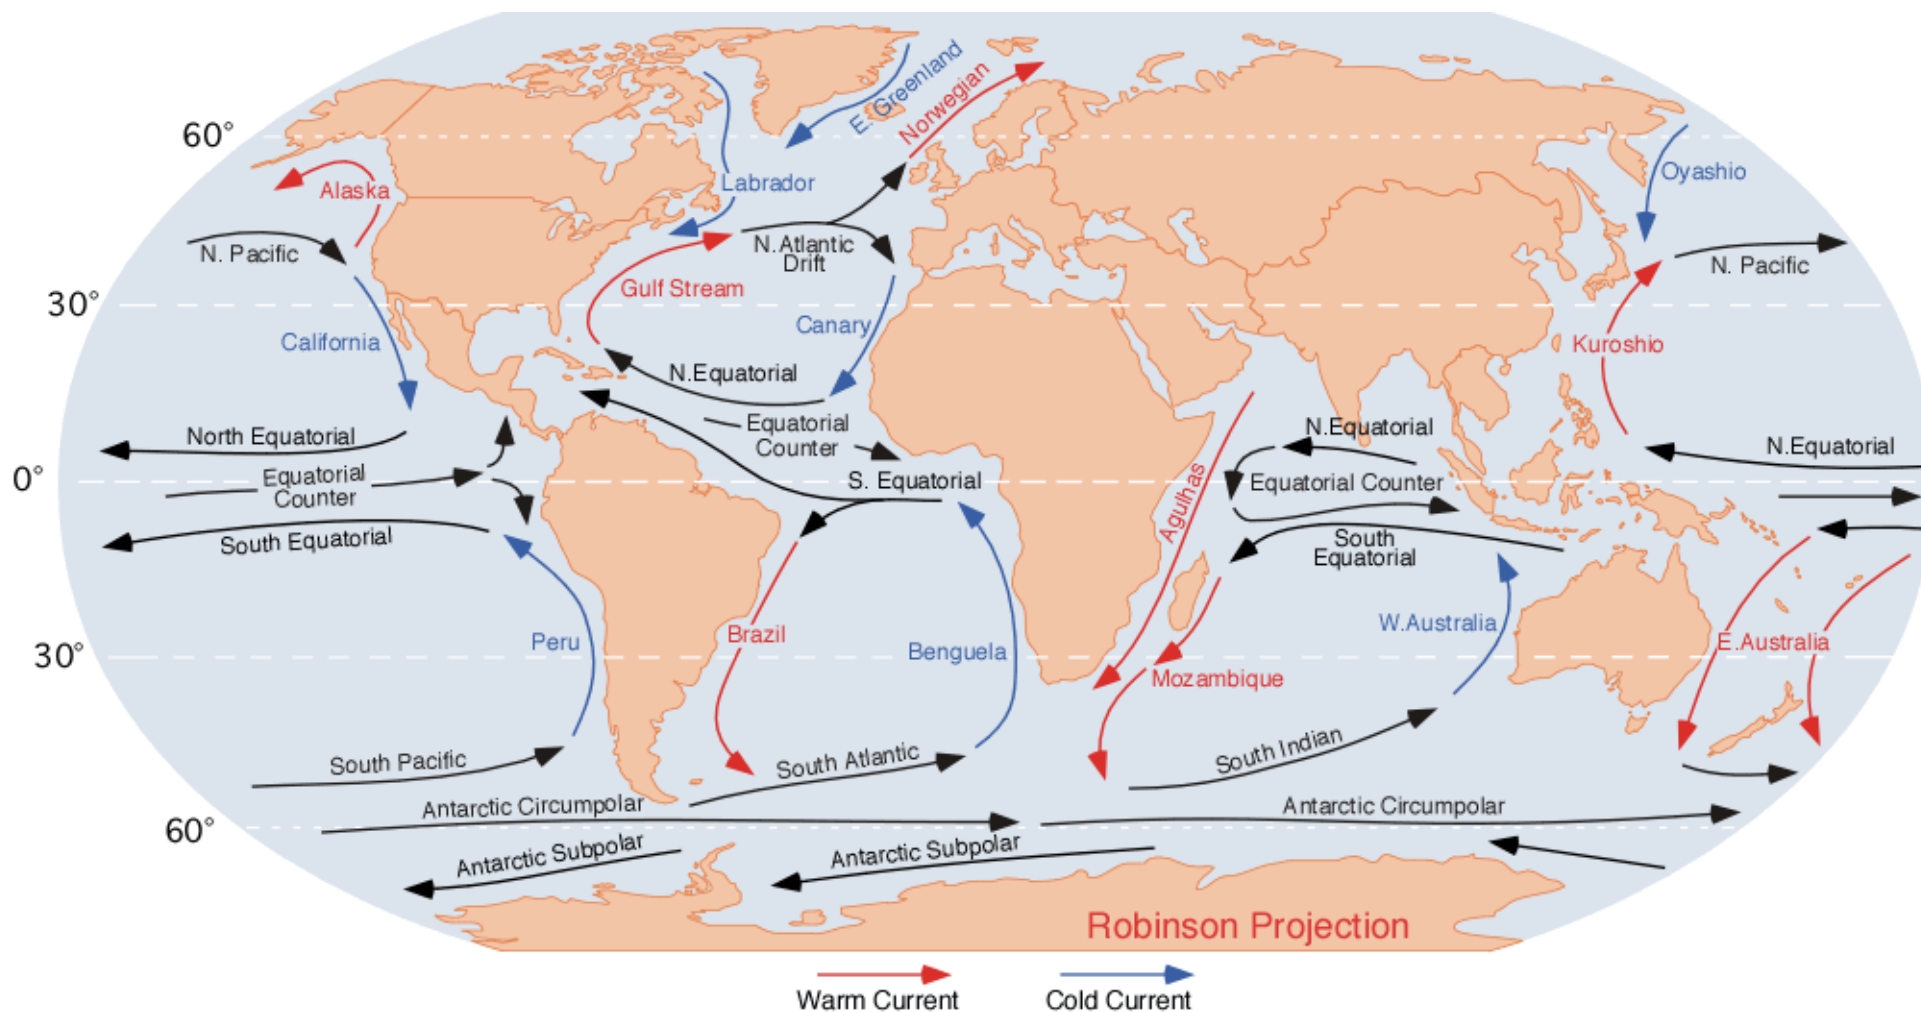 E. Greenland
Norwegian
60°
Labrador
Oyashio
Alaska
N. Pacific
N.Atlantic
Drift
N. Pacific
Gulf Stream
30°
Canary
California
Kuroshio
N.Equatorial
Equatorial
Counter
N.Equatorial
North Equatorial
N.Equatorial
0°
Equatorial
Counter
S. Equatorial
Equatorial Counter
Agulhas
South Equatorial
South
Equatorial
Peru
Brazil
Benguela
W.Australia
E.Australia
30°
Mozambique
South Pacific
South Atlantic
South Indian
Antarctic Circumpolar
Antarctic Circumpolar
60°
Antarctic Subpolar
Antarctic Subpolar
Robinson Projection
Warm Current
Cold Current